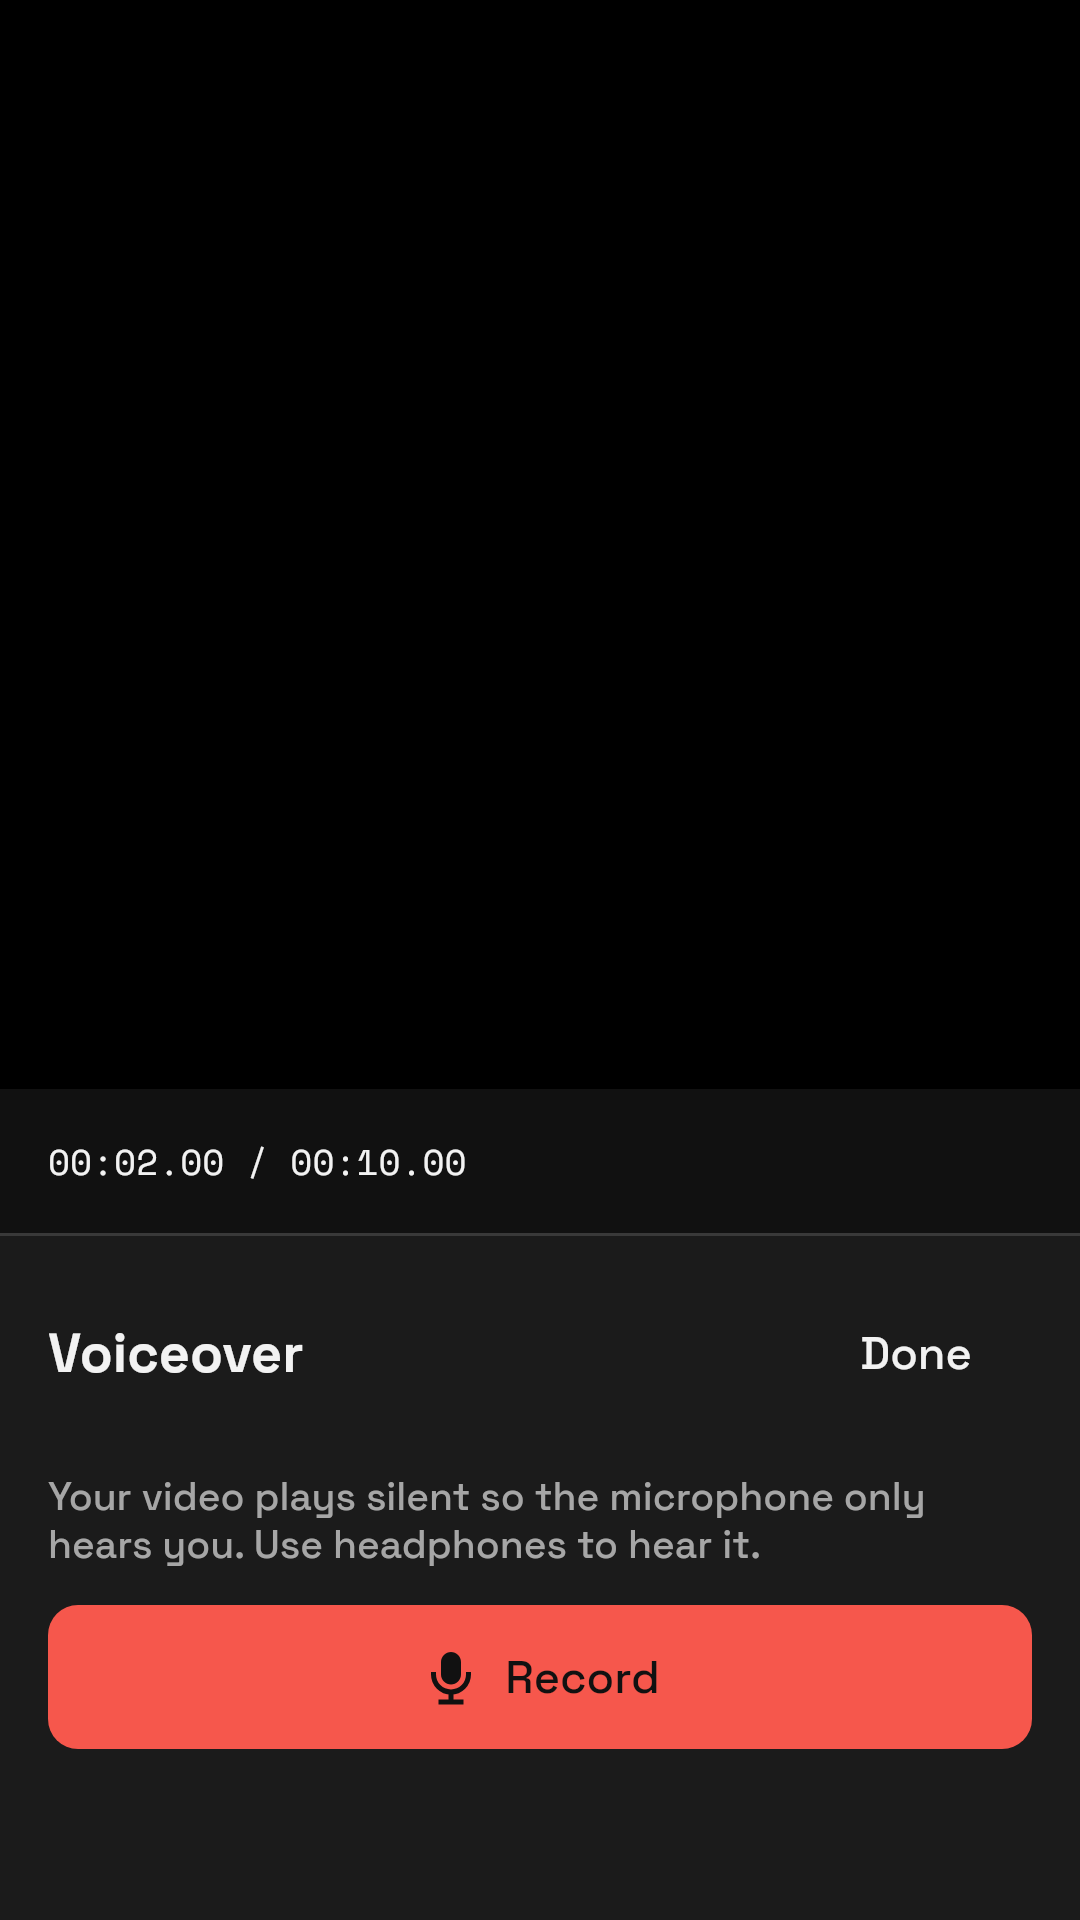 00:02.00 / 00:10.00
Voiceover
Done
Your video plays silent so the microphone only
hears you. Use headphones to hear it.
Record